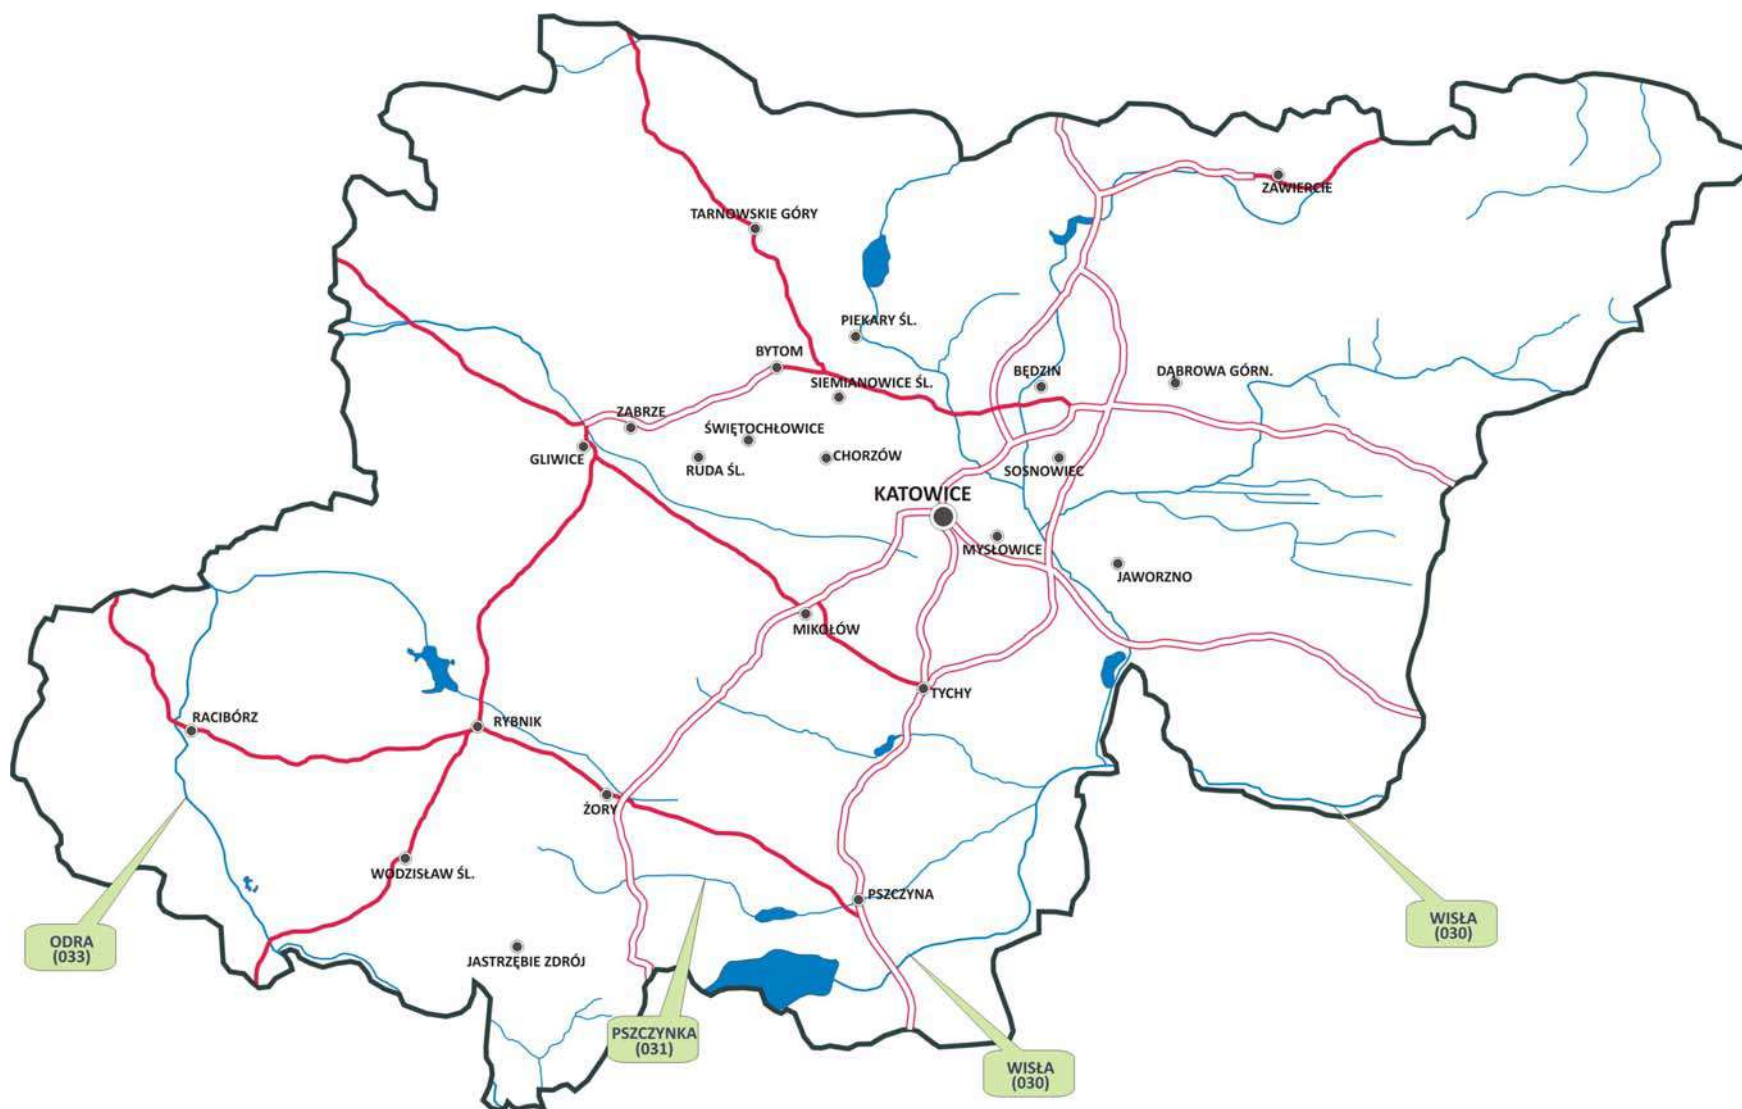 ZAWIERCIE
TARNOWSKIE GÓRY
PIEKARY ŚL.
BYTOM
SIEMIANOWICE ŚL.
BĘDZIN
DĄBROWA GÓRN.
ZABRZE
ŚWIĘTOCHŁOWICE
GLIWICE
RUDA ŚL.
CHORZÓW
SOSNOWIEC
KATOWICE
MYSŁOWICE
JAWORZNO
MIKOŁÓW
TYCHY
RACIBÓRZ
RYBNIK
ŻORY
WODZISŁAW ŚL.
PSZCZYNA
JASTRZĘBIE ZDRÓJ
ODRA
(033)
WISŁA
(030)
PSZCZYNKA
(031)
WISŁA
(030)